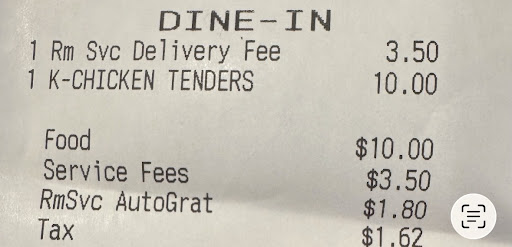 DINE-IN
1 Rm Svc Delivery Fee 3.50
1 K-CHICKEN TENDERS 10.00
Food $10.00
Service Fees $3.50
RmSvc AutoGrat $1.80
Tax $1.62